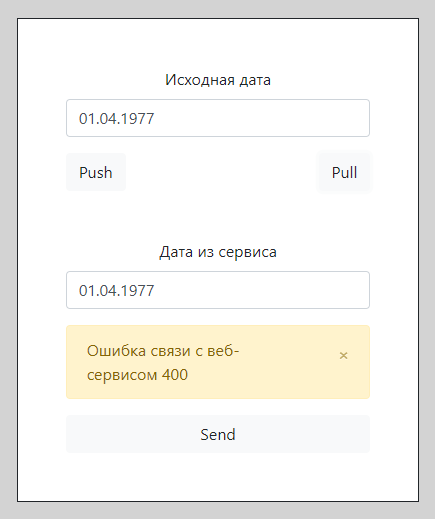 Исходная дата
01.04.1977
Push Pull
Дата из сервиса
01.04.1977
Ошибка связи с веб- ×
сервисом 400
Send